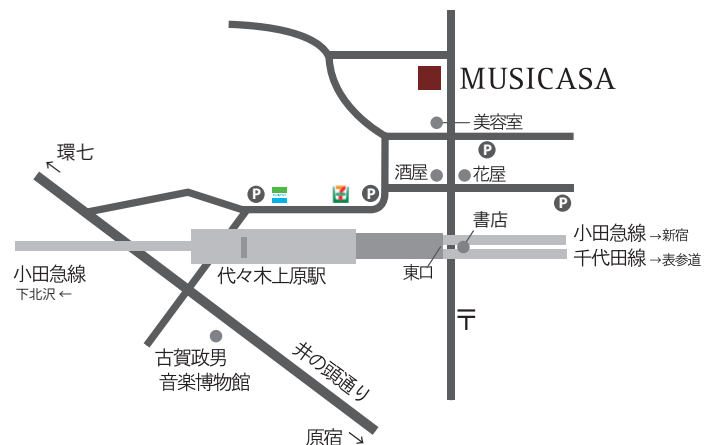 MUSICASA
美容室
P
環七
酒屋
花屋
P
7
P
P
書店
小田急線 →新宿
千代田線 →表参道
東口
小田急線
下北沢 ←
代々木上原駅
〒
古賀政男
音楽博物館
井の頭通り
原宿